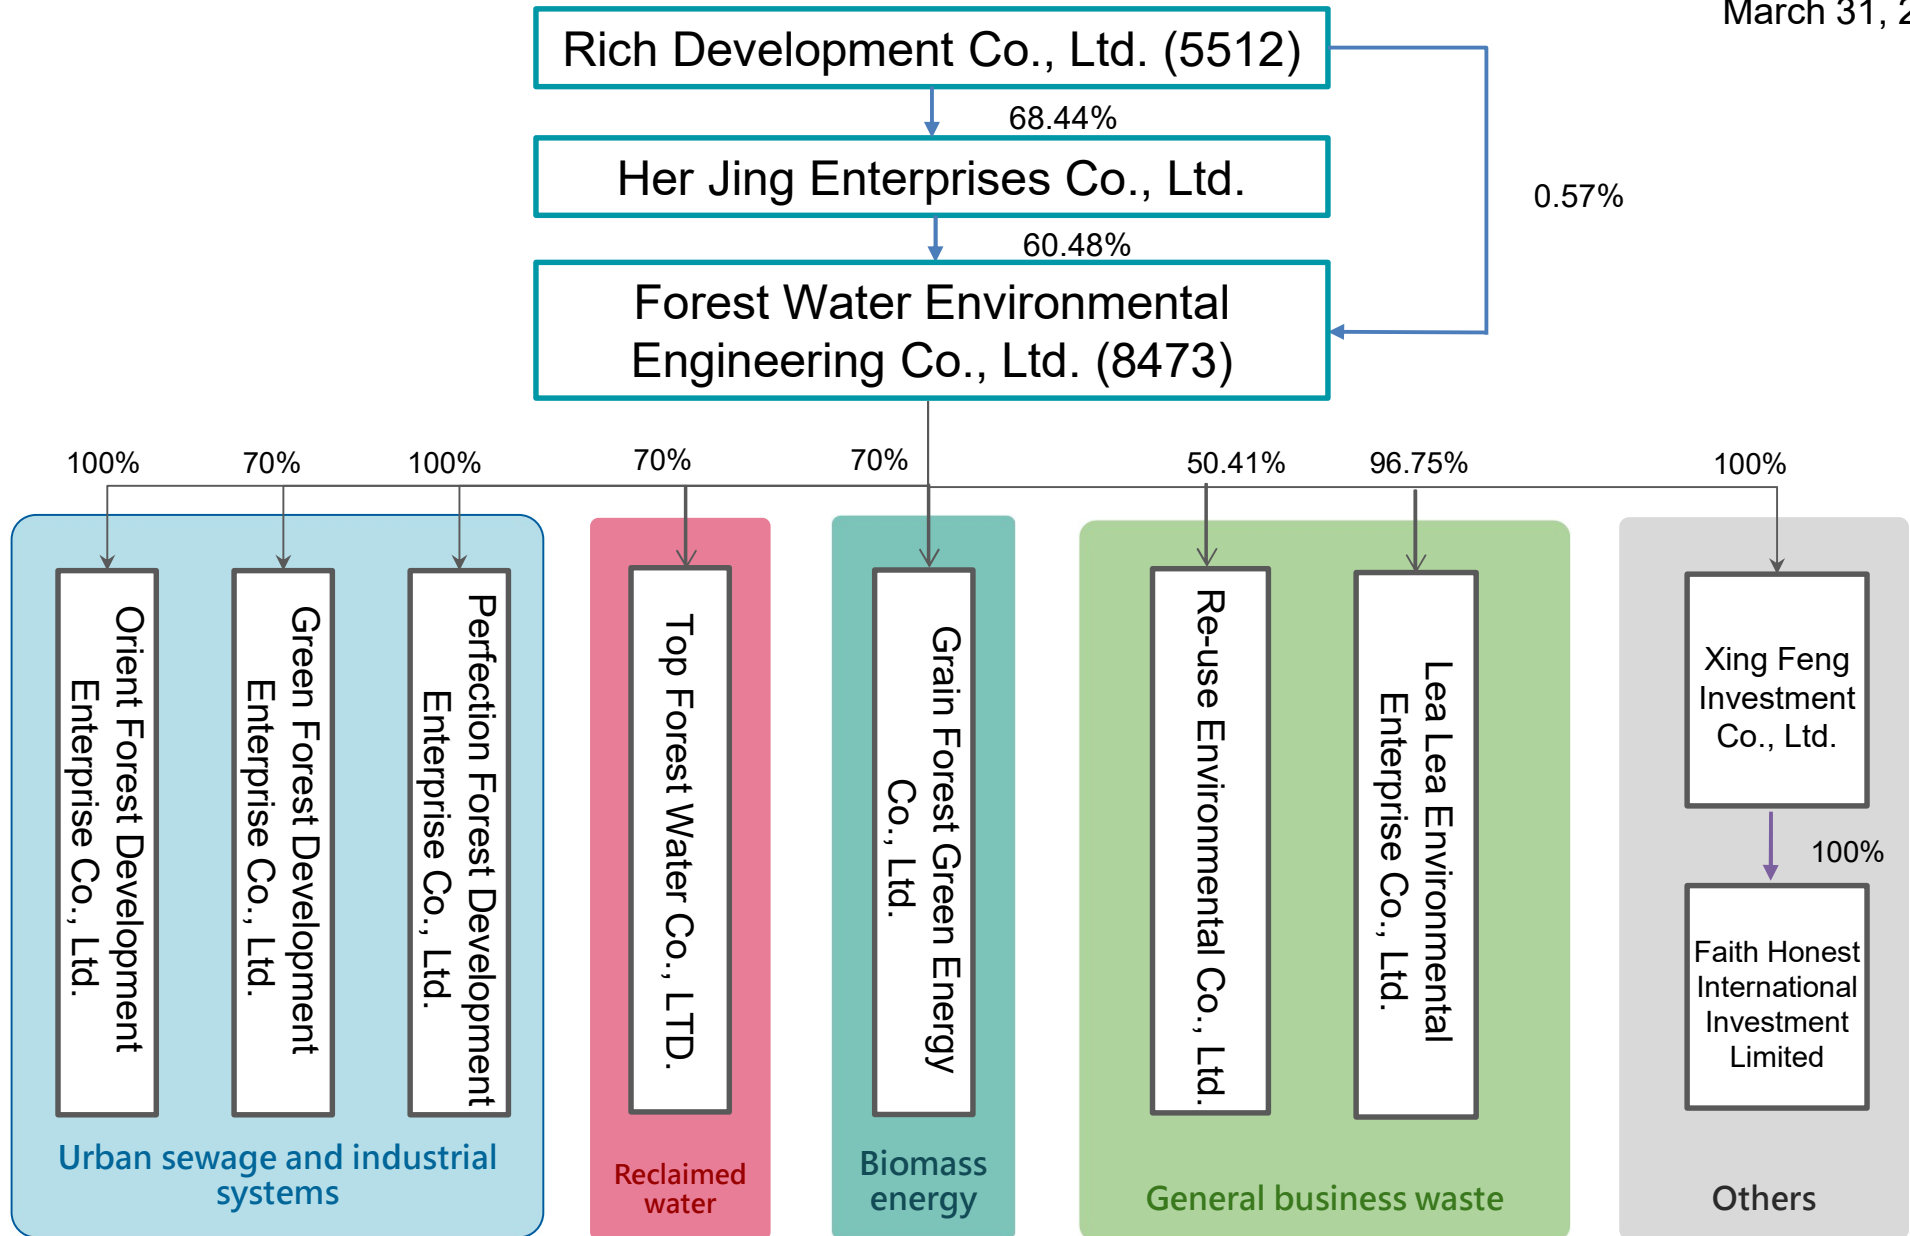 March 31, 2
Rich Development Co., Ltd. (5512)
68.44%
Her Jing Enterprises Co., Ltd.
0.57%
60.48%
Forest Water Environmental
Engineering Co., Ltd. (8473)
100%
70%
100%
70%
70%
50.41%
96.75%
100%
Orient Forest Development
Enterprise Co., Ltd.
Green Forest Development
Enterprise Co., Ltd.
Perfection Forest Development
Enterprise Co., Ltd.
Urban sewage and industrial
systems
Top Forest Water Co., LTD.
Reclaimed
water
Grain Forest Green Energy
Co., Ltd.
Biomass
energy
Re-use Environmental Co., Ltd.
Lea Lea Environmental
Enterprise Co., Ltd.
General business waste
Xing Feng
Investment
Co., Ltd.
100%
Faith Honest
International
Investment
Limited
Others